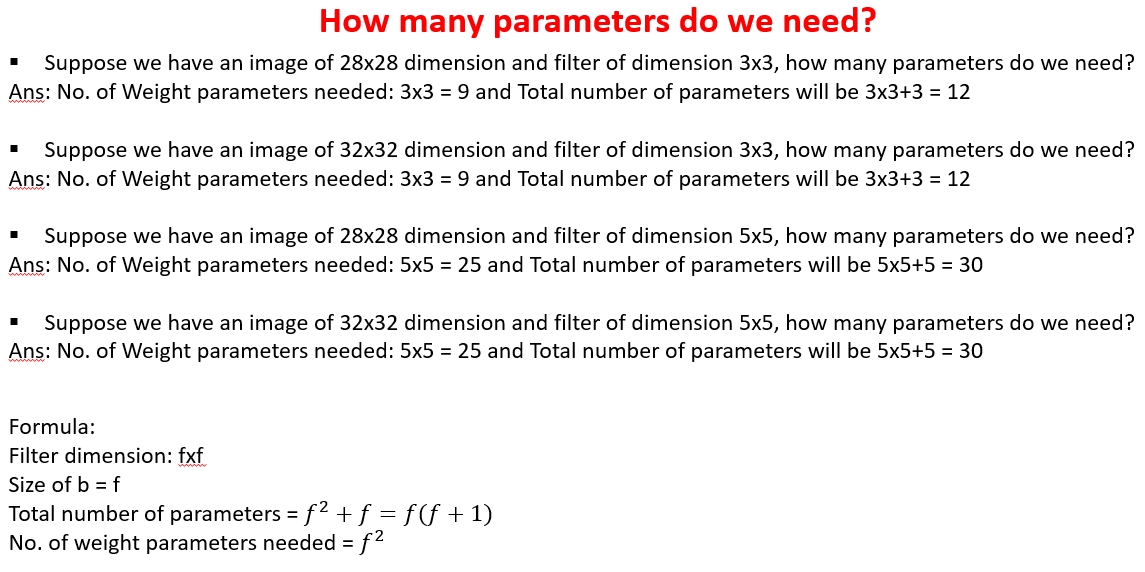 How many parameters do we need?
▪ Suppose we have an image of 28x28 dimension and filter of dimension 3x3, how many parameters do we need?
Ans: No. of Weight parameters needed: 3x3 = 9 and Total number of parameters will be 3x3+3 = 12
▪ Suppose we have an image of 32x32 dimension and filter of dimension 3x3, how many parameters do we need?
Ans: No. of Weight parameters needed: 3x3 = 9 and Total number of parameters will be 3x3+3 = 12
▪ Suppose we have an image of 28x28 dimension and filter of dimension 5x5, how many parameters do we need?
Ans: No. of Weight parameters needed: 5x5 = 25 and Total number of parameters will be 5x5+5 = 30
▪ Suppose we have an image of 32x32 dimension and filter of dimension 5x5, how many parameters do we need?
Ans: No. of Weight parameters needed: 5x5 = 25 and Total number of parameters will be 5x5+5 = 30
Formula:
Filter dimension: fxf
Size of b = f
Total number of parameters = f² + f = f(f + 1)
No. of weight parameters needed = f²